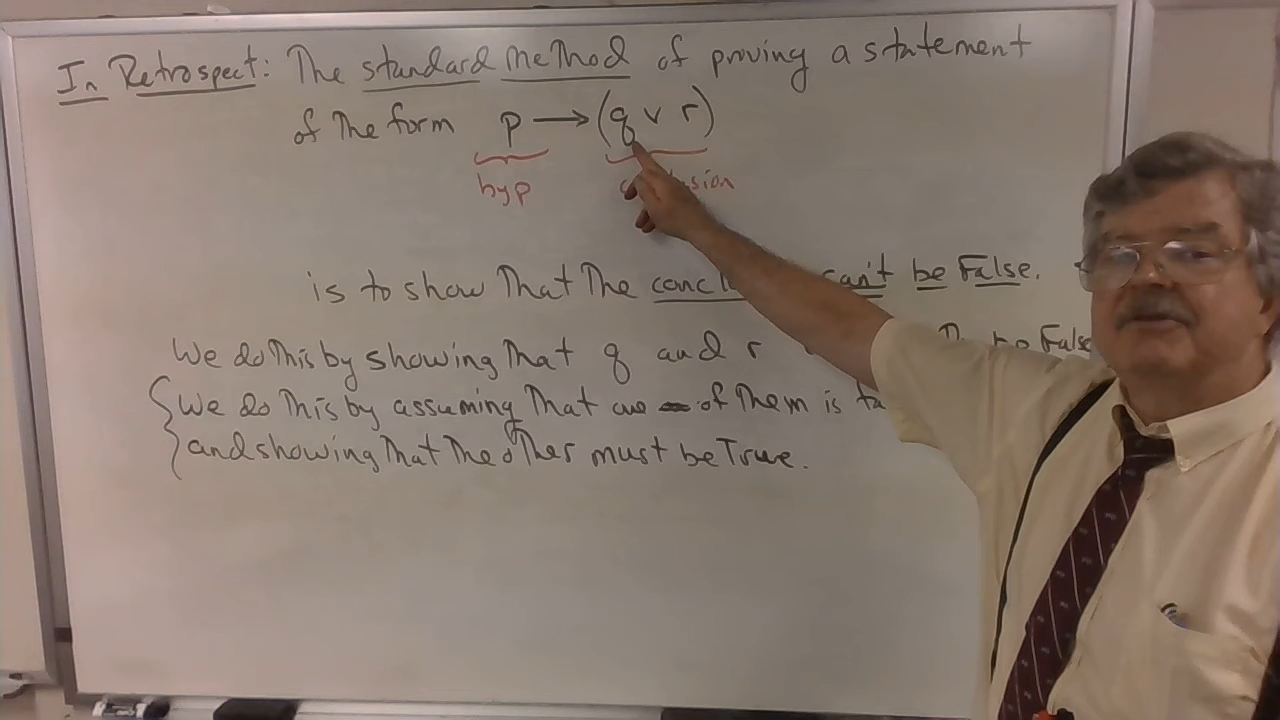 In Retrospect: The standard method of proving a statement
of the form p → (q ∨ r)
hyp
is to show that the can't be False.
We do this by showing that q and r be False
We do this by assuming that one of them is
and showing that the other must be True.